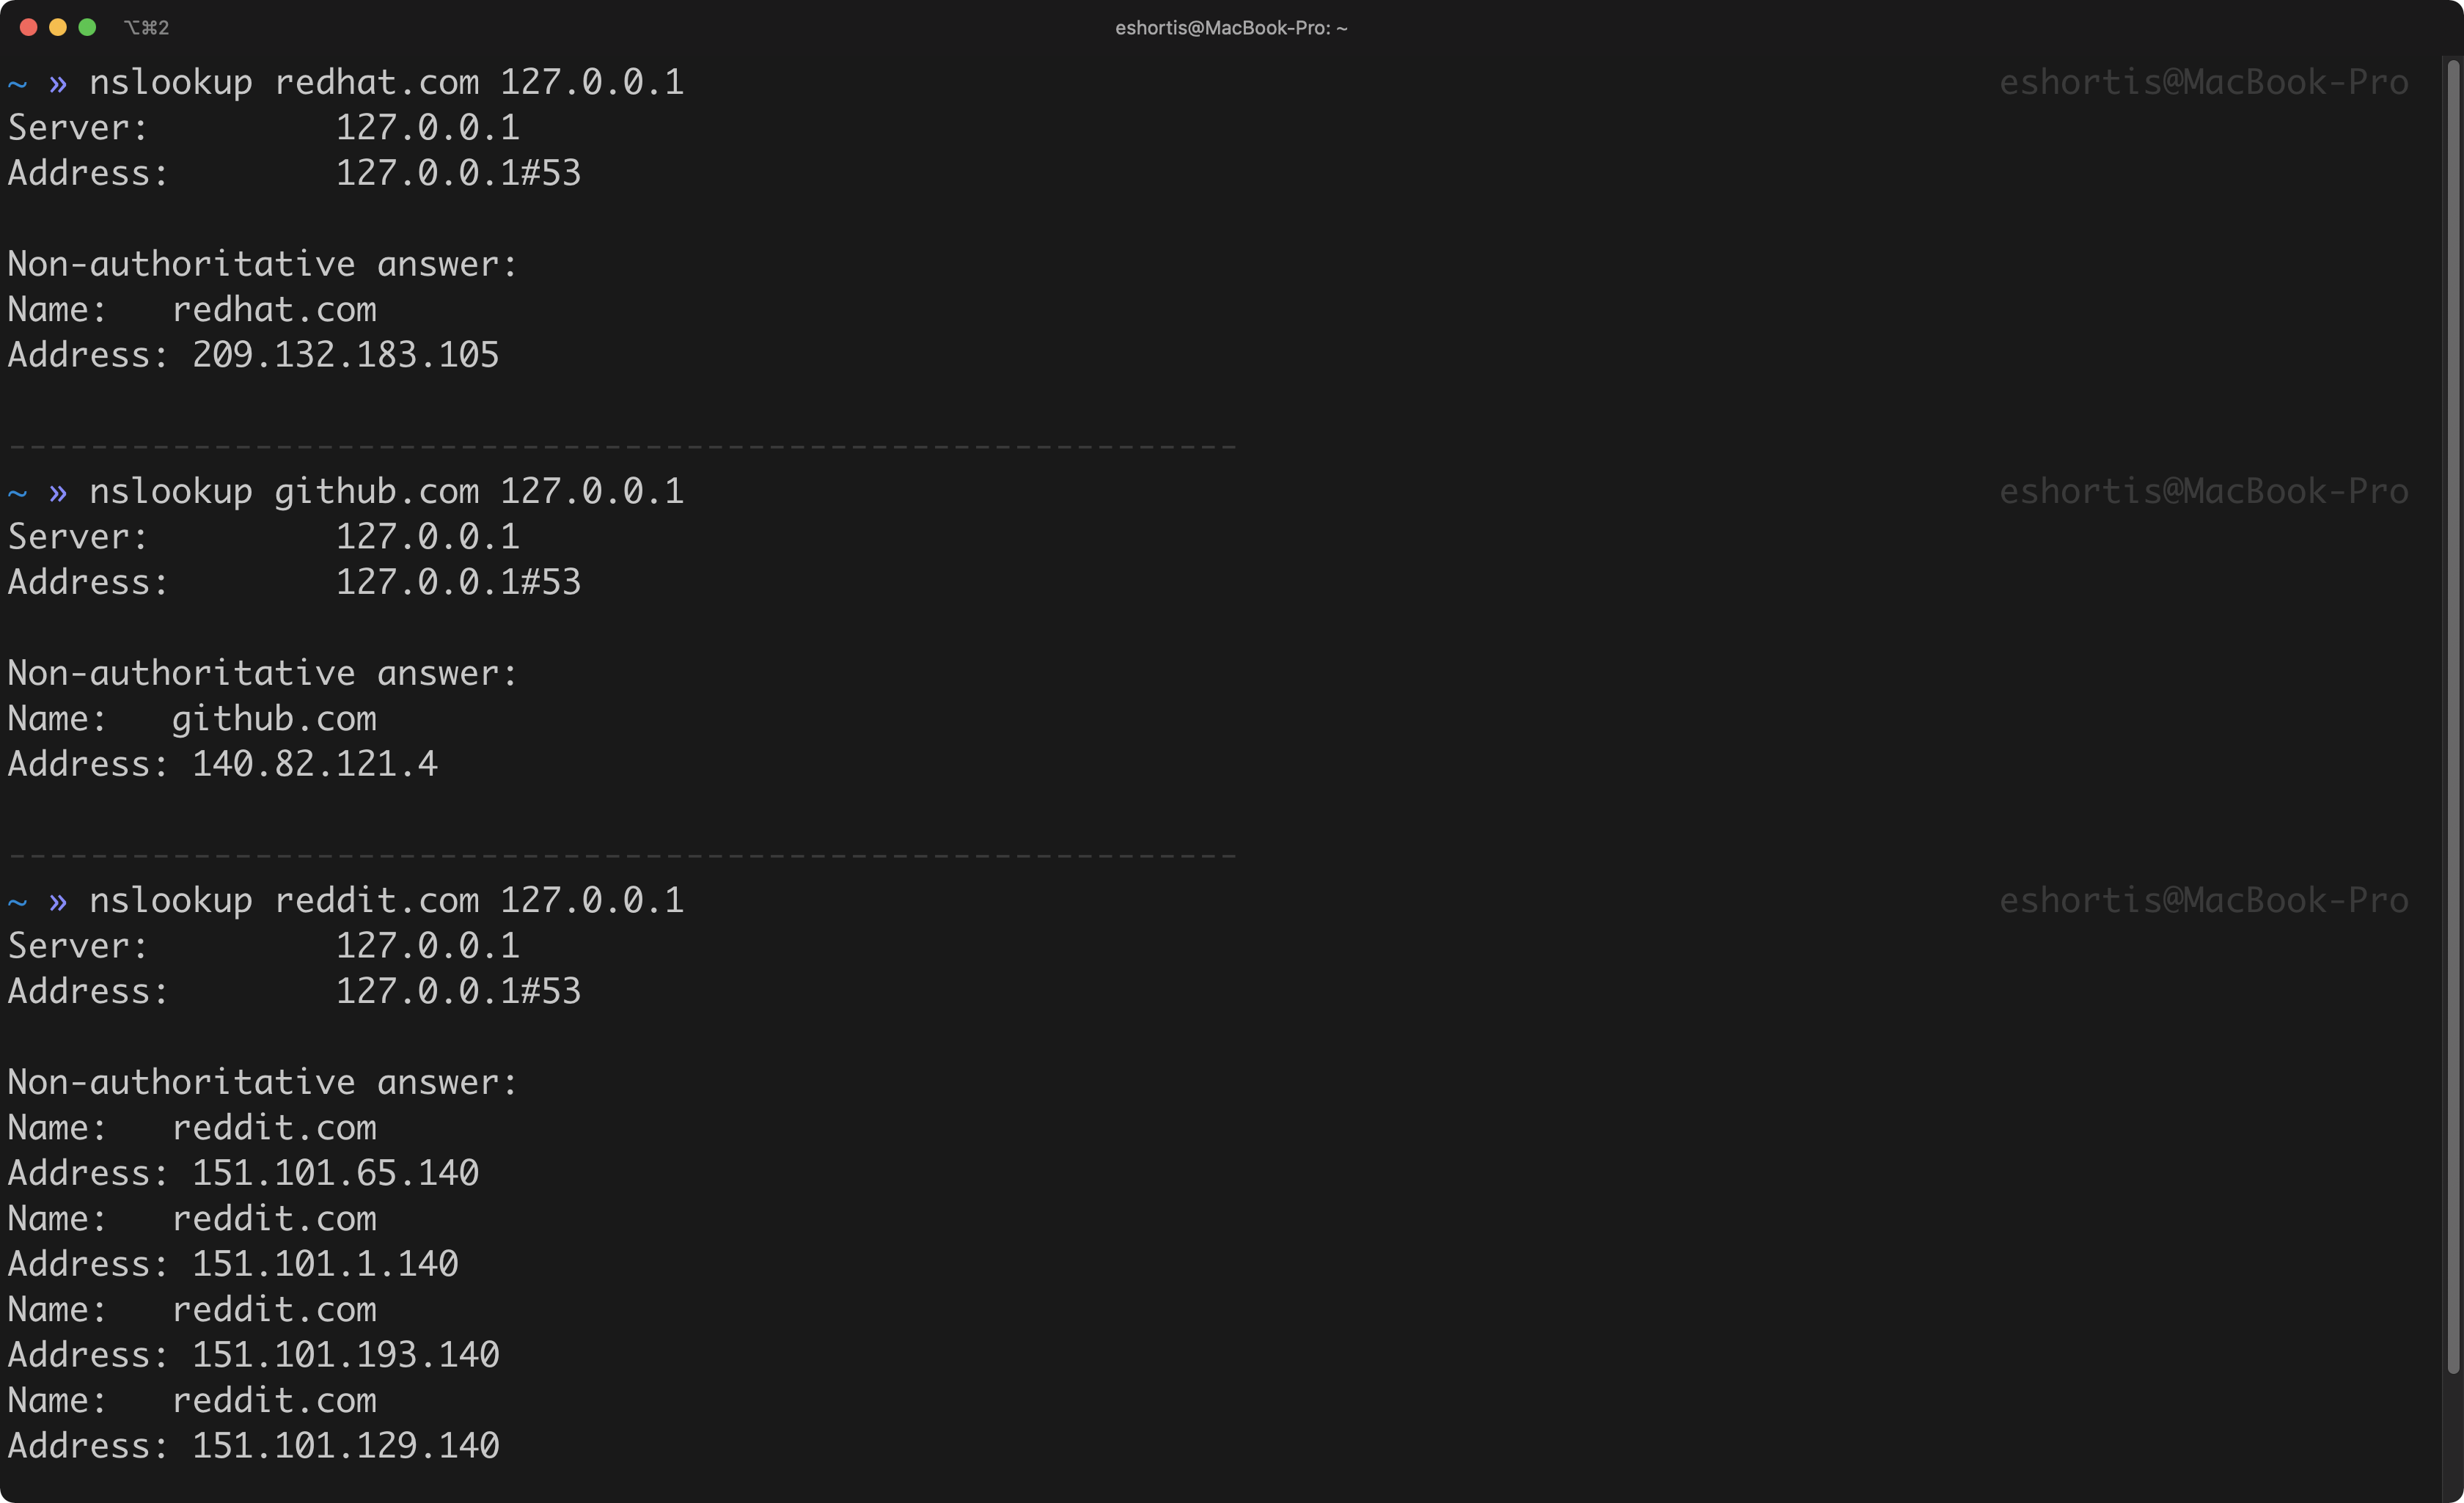 ⌥⌘2 eshortis@MacBook-Pro: ~
~ » nslookup redhat.com 127.0.0.1 eshortis@MacBook-Pro
Server: 127.0.0.1
Address: 127.0.0.1#53
Non-authoritative answer:
Name: redhat.com
Address: 209.132.183.105
------------------------------------------------------------
~ » nslookup github.com 127.0.0.1 eshortis@MacBook-Pro
Server: 127.0.0.1
Address: 127.0.0.1#53
Non-authoritative answer:
Name: github.com
Address: 140.82.121.4
------------------------------------------------------------
~ » nslookup reddit.com 127.0.0.1 eshortis@MacBook-Pro
Server: 127.0.0.1
Address: 127.0.0.1#53
Non-authoritative answer:
Name: reddit.com
Address: 151.101.65.140
Name: reddit.com
Address: 151.101.1.140
Name: reddit.com
Address: 151.101.193.140
Name: reddit.com
Address: 151.101.129.140